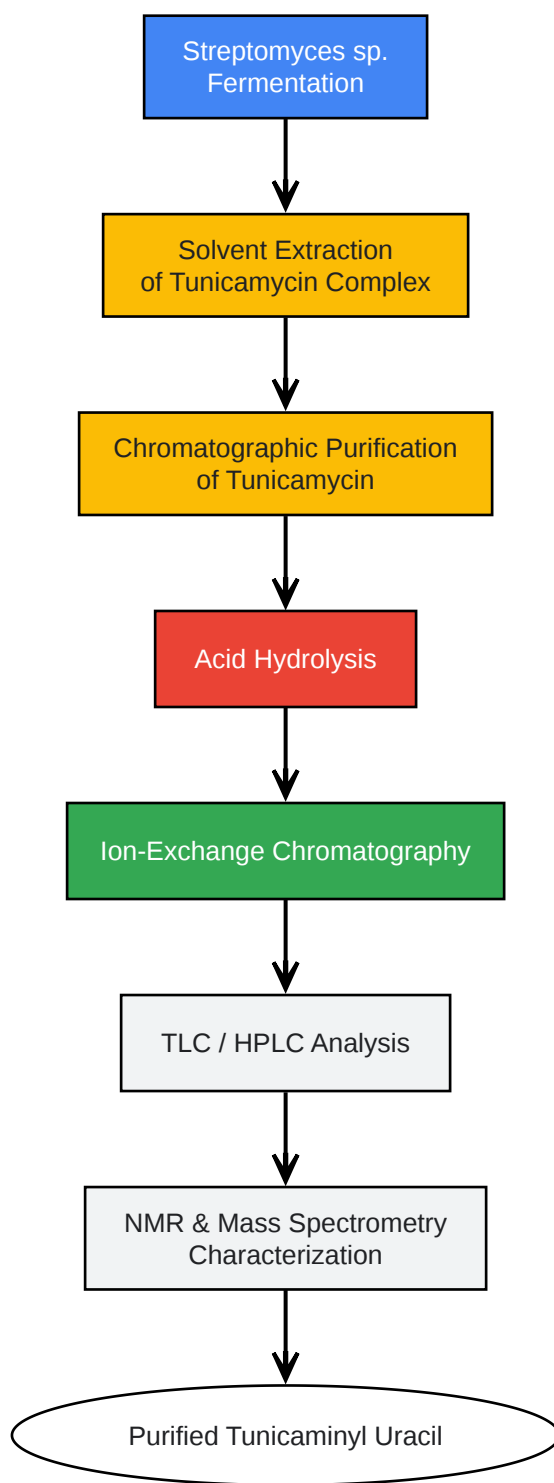 Streptomyces sp.
Fermentation
Solvent Extraction
of Tunicamycin Complex
Chromatographic Purification
of Tunicamycin
Acid Hydrolysis
Ion-Exchange Chromatography
TLC / HPLC Analysis
NMR & Mass Spectrometry
Characterization
Purified Tunicaminyl Uracil